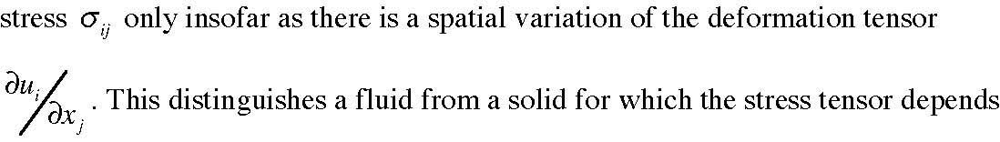 stress σ_ij only insofar as there is a spatial variation of the deformation tensor
∂u_i/∂x_j . This distinguishes a fluid from a solid for which the stress tensor depends